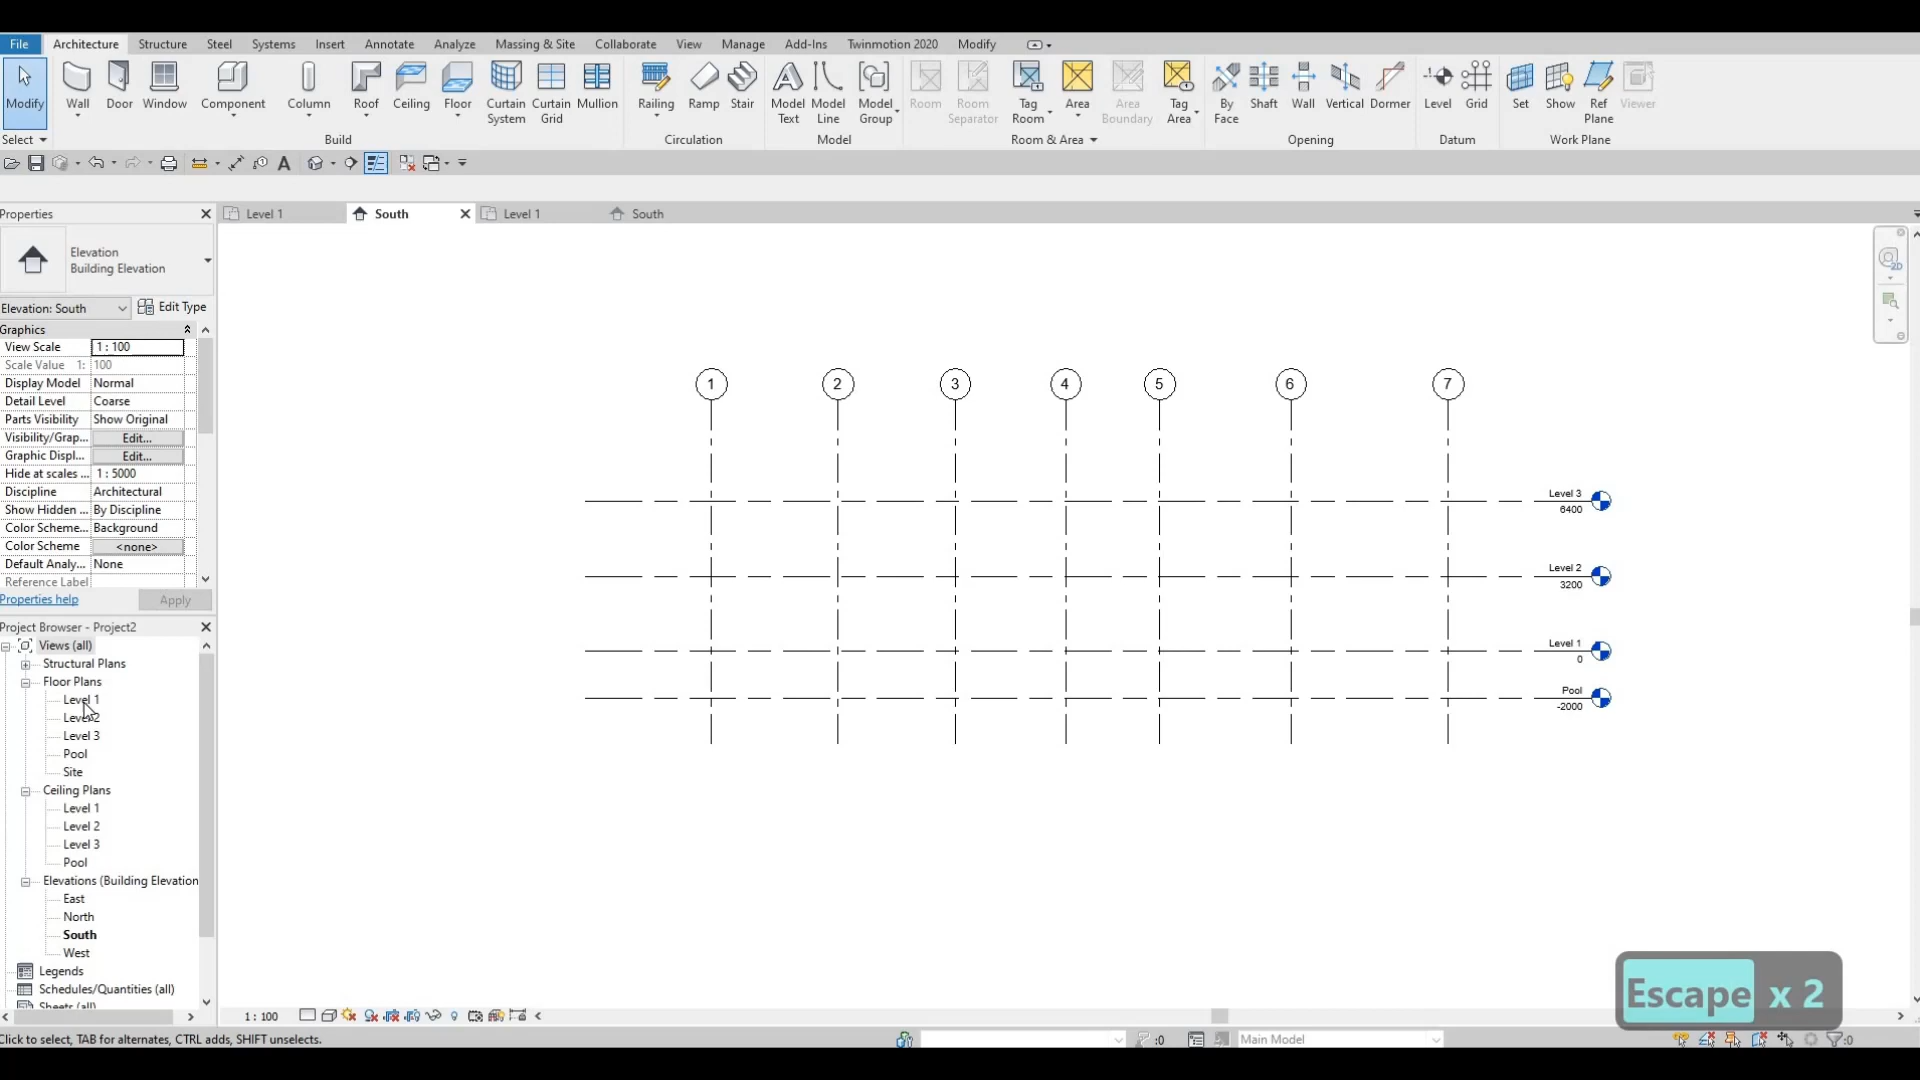 File Architecture Structure Steel Systems Insert Annotate Analyze Massing & Site Collaborate View Manage Add-Ins Twinmotion 2020 Modify
Modify Wall Door Window Component Column Roof Ceiling Floor Curtain System Curtain Grid Mullion Railing Ramp Stair Model Text Model Line Model Group Room Room Separator Tag Room Area Area Boundary Tag Area By Face Shaft Wall Vertical Dormer Level Grid Set Show Ref Plane Viewer
Select Build Circulation Model Room & Area Opening Datum Work Plane
Properties
Level 1 South Level 1 South
Elevation
Building Elevation
Elevation: South Edit Type
Graphics
View Scale 1 : 100
Scale Value 1: 100
Display Model Normal
Detail Level Coarse
Parts Visibility Show Original
Visibility/Grap... Edit...
Graphic Displ... Edit...
Hide at scales ... 1 : 5000
Discipline Architectural
Show Hidden ... By Discipline
Color Scheme... Background
Color Scheme <none>
Default Analy... None
Reference Label
Properties help Apply
Project Browser - Project2
Views (all)
Structural Plans
Floor Plans
Level 1
Level 2
Level 3
Pool
Site
Ceiling Plans
Level 1
Level 2
Level 3
Pool
Elevations (Building Elevation
East
North
South
West
Legends
Schedules/Quantities (all)
Sheets (all)
1 2 3 4 5 6 7
Level 3
6400
Level 2
3200
Level 1
0
Pool
-2000
Escape x 2
1 : 100
Click to select, TAB for alternates, CTRL adds, SHIFT unselects. :0 Main Model :0
2D